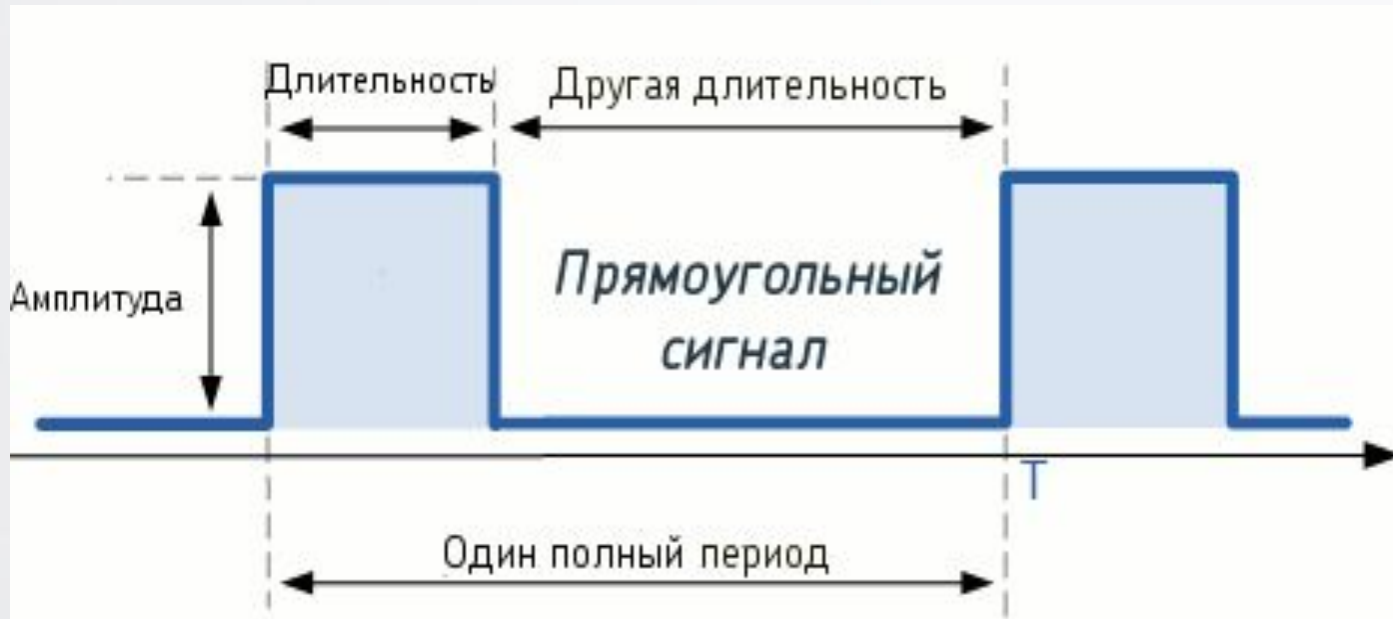 Длительность
Другая длительность
Амплитуда
Прямоугольный
сигнал
T
Один полный период